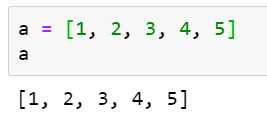 a = [1, 2, 3, 4, 5]
a
[1, 2, 3, 4, 5]